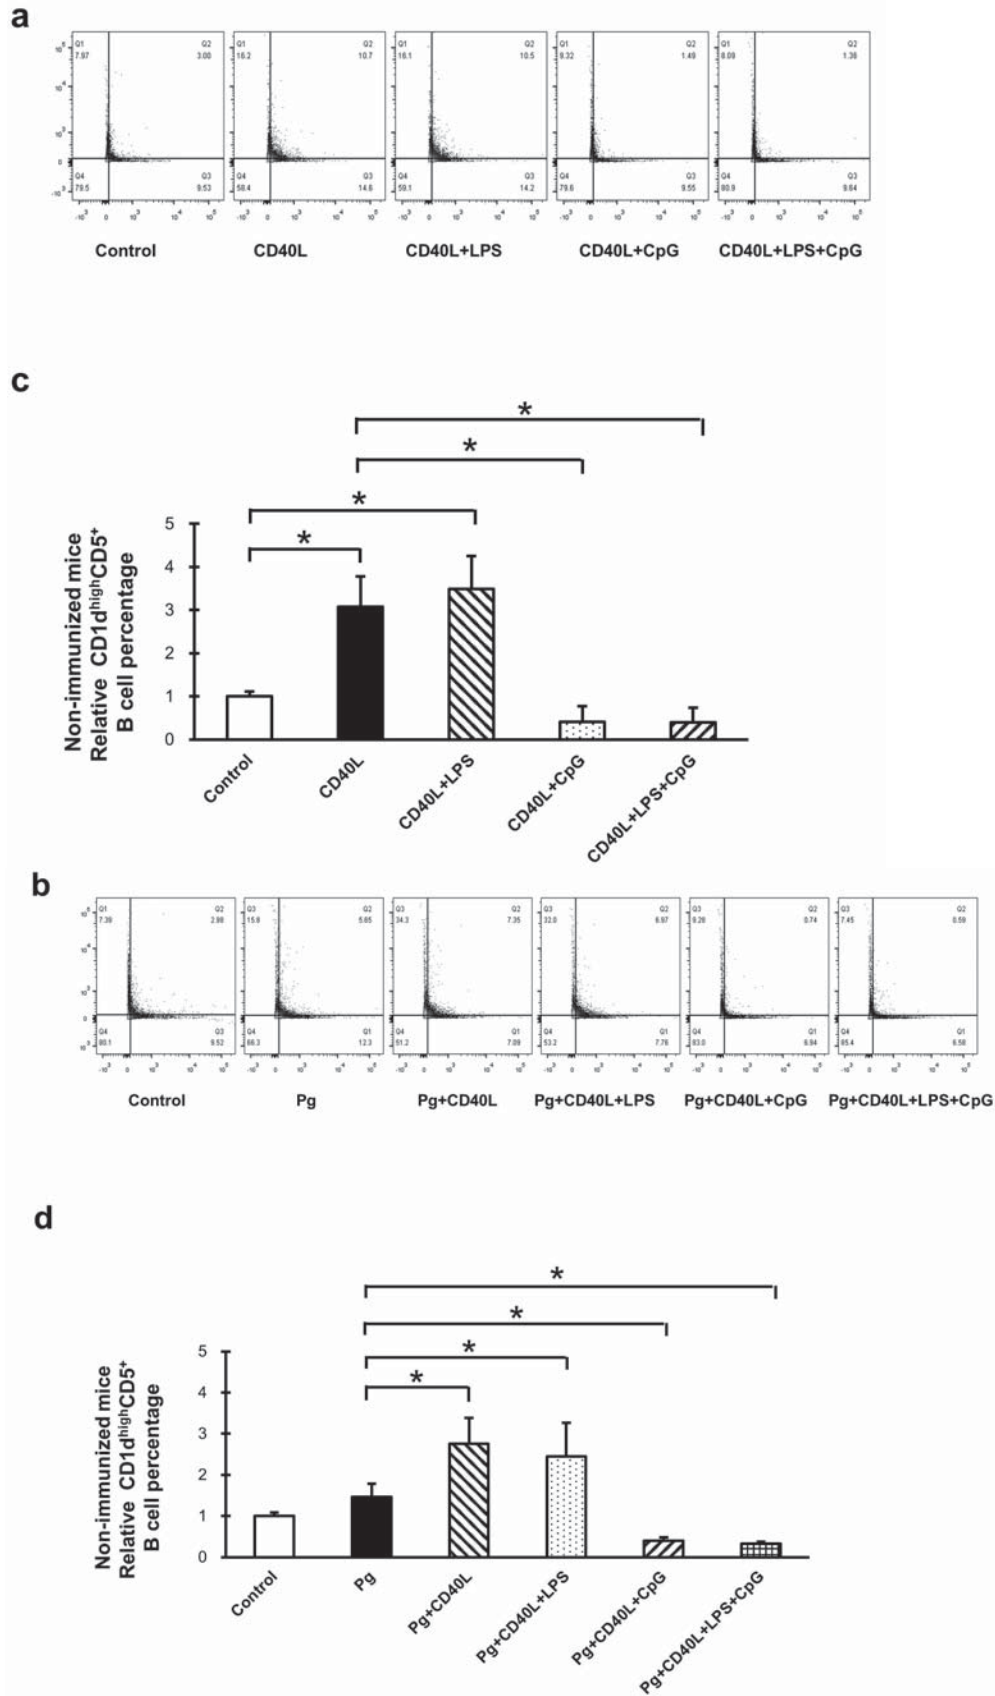 a
Q1 Q2 Q1 Q2 Q1 Q2 Q1 Q2 Q1 Q2
7.97 3.00 16.2 10.7 16.1 10.5 9.32 1.49 8.09 1.38
Q4 Q3 Q4 Q3 Q4 Q3 Q4 Q3 Q4 Q3
79.5 9.53 58.4 14.6 59.1 14.2 79.6 9.55 80.9 9.64
Control CD40L CD40L+LPS CD40L+CpG CD40L+LPS+CpG
c
*
*
*
*
Non-immunized mice
Relative CD1dhighCD5+
B cell percentage
5
4
3
2
1
0
Control CD40L CD40L+LPS CD40L+CpG CD40L+LPS+CpG
b
Q1 Q2 Q3 Q2 Q3 Q2 Q3 Q2 Q3 Q2 Q3 Q2
7.39 2.98 15.8 5.65 34.3 7.35 32.0 6.97 9.28 0.74 7.45 0.59
Q4 Q3 Q4 Q1 Q4 Q1 Q4 Q1 Q4 Q1 Q4 Q1
80.1 9.52 66.3 12.3 51.2 7.09 53.2 7.76 83.0 6.94 85.4 6.58
Control Pg Pg+CD40L Pg+CD40L+LPS Pg+CD40L+CpG Pg+CD40L+LPS+CpG
d
*
*
*
*
Non-immunized mice
Relative CD1dhighCD5+
B cell percentage
5
4
3
2
1
0
Control Pg Pg+CD40L Pg+CD40L+LPS Pg+CD40L+CpG Pg+CD40L+LPS+CpG